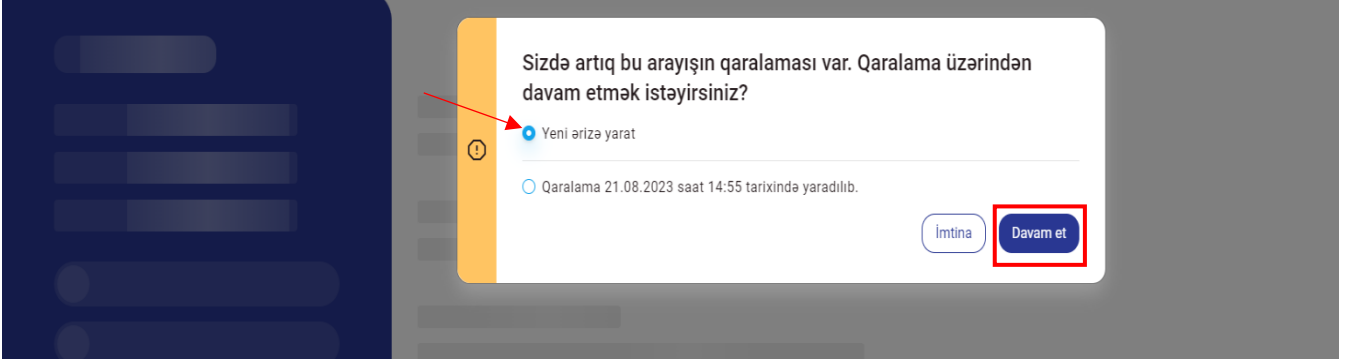 Sizdə artıq bu arayışın qaralaması var. Qaralama üzərindən
davam etmək istəyirsiniz?
Yeni ərizə yarat
Qaralama 21.08.2023 saat 14:55 tarixində yaradılıb.
İmtina
Davam et